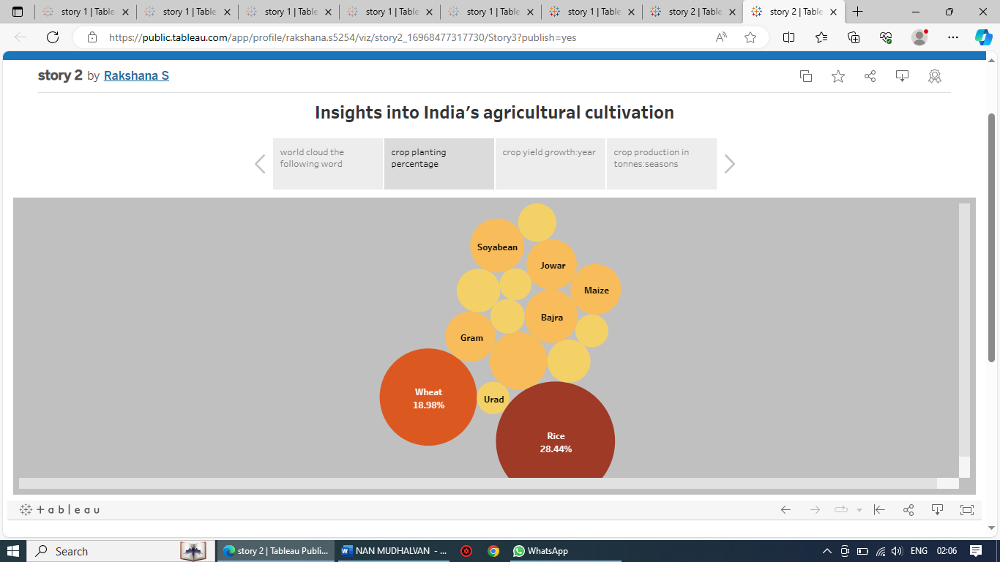 story 1 | Table
story 1 | Table
story 1 | Table
story 1 | Table
story 1 | Table
story 1 | Table
story 2 | Table
story 2 | Table
https://public.tableau.com/app/profile/rakshana.s5254/viz/story2_16968477317730/Story3?publish=yes
story 2 by Rakshana S
Insights into India's agricultural cultivation
world cloud the
following word
crop planting
percentage
crop yield growth:year
crop production in
tonnes:seasons
Soyabean
Jowar
Maize
Bajra
Gram
Wheat
18.98%
Urad
Rice
28.44%
+ a b | e a u
Search
story 2 | Tableau Publi...
NAN MUDHALVAN - ...
WhatsApp
ENG
02:06